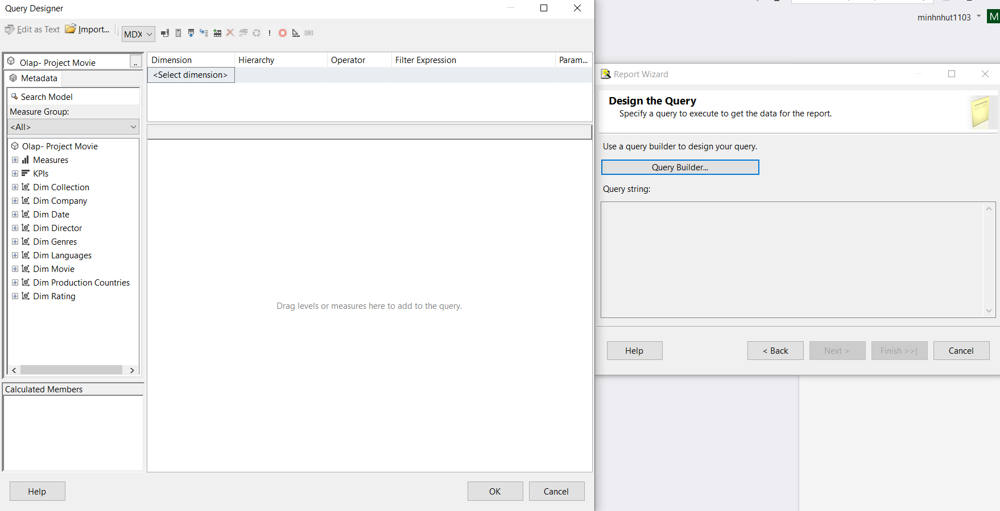 Query Designer
Edit as Text
Import...
MDX
Olap- Project Movie
..
Metadata
Search Model
Measure Group:
<All>
Olap- Project Movie
Measures
KPIs
Dim Collection
Dim Company
Dim Date
Dim Director
Dim Genres
Dim Languages
Dim Movie
Dim Production Countries
Dim Rating
Calculated Members
Dimension
Hierarchy
Operator
Filter Expression
Param...
<Select dimension>
Drag levels or measures here to add to the query.
Help
OK
Cancel
minhnhut1103
M
Report Wizard
Design the Query
Specify a query to execute to get the data for the report.
Use a query builder to design your query.
Query Builder...
Query string:
Help
< Back
Next >
Finish >>|
Cancel